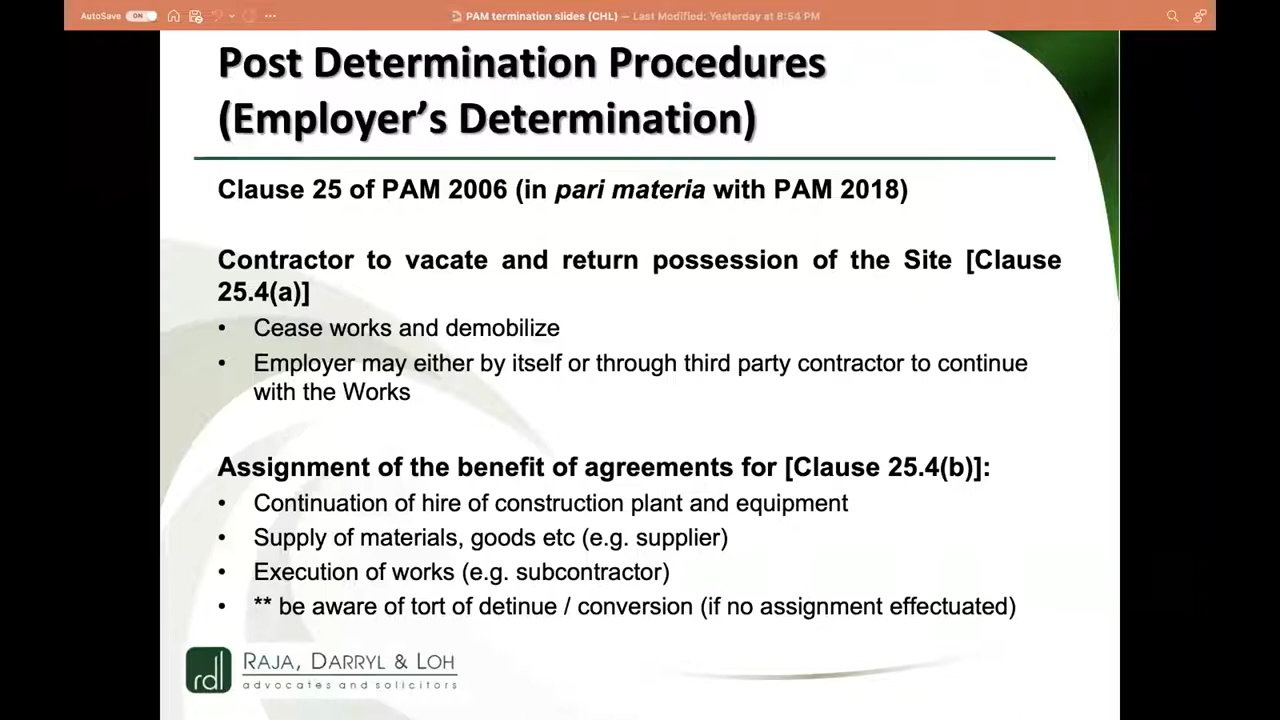 AutoSave ON
PAM termination slides (CHL) — Last Modified: Yesterday at 8:54 PM
Post Determination Procedures
(Employer's Determination)
Clause 25 of PAM 2006 (in pari materia with PAM 2018)
Contractor to vacate and return possession of the Site [Clause
25.4(a)]
• Cease works and demobilize
• Employer may either by itself or through third party contractor to continue
with the Works
Assignment of the benefit of agreements for [Clause 25.4(b)]:
• Continuation of hire of construction plant and equipment
• Supply of materials, goods etc (e.g. supplier)
• Execution of works (e.g. subcontractor)
• ** be aware of tort of detinue / conversion (if no assignment effectuated)
rdl
RAJA, DARRYL & LOH
advocates and solicitors